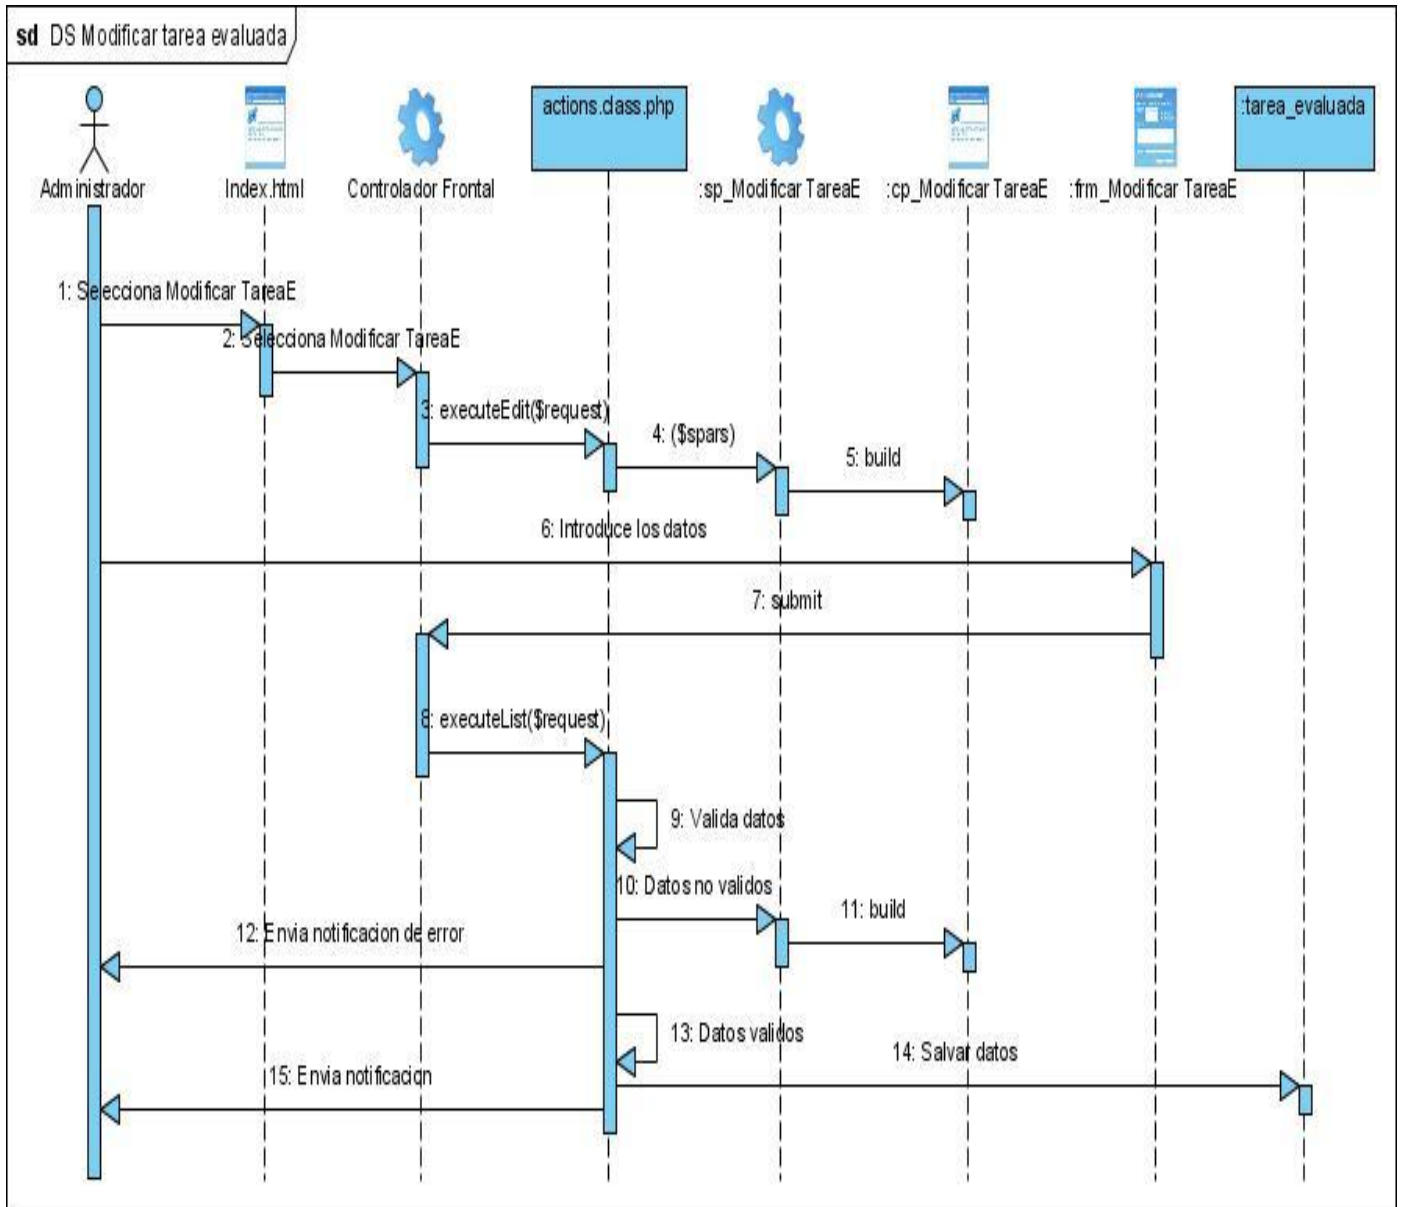 sd DS Modificar tarea evaluada
actions.class.php
:tarea_evaluada
Administrador
Index.html
Controlador Frontal
:sp_Modificar TareaE
:cp_Modificar TareaE
:frm_Modificar TareaE
1: Selecciona Modificar TareaE
2: Selecciona Modificar TareaE
3: executeEdit($request)
4: ($spars)
5: build
6: Introduce los datos
7: submit
8: executeList($request)
9: Valida datos
10: Datos no validos
11: build
12: Envia notificacion de error
13: Datos validos
14: Salvar datos
15: Envia notificacion